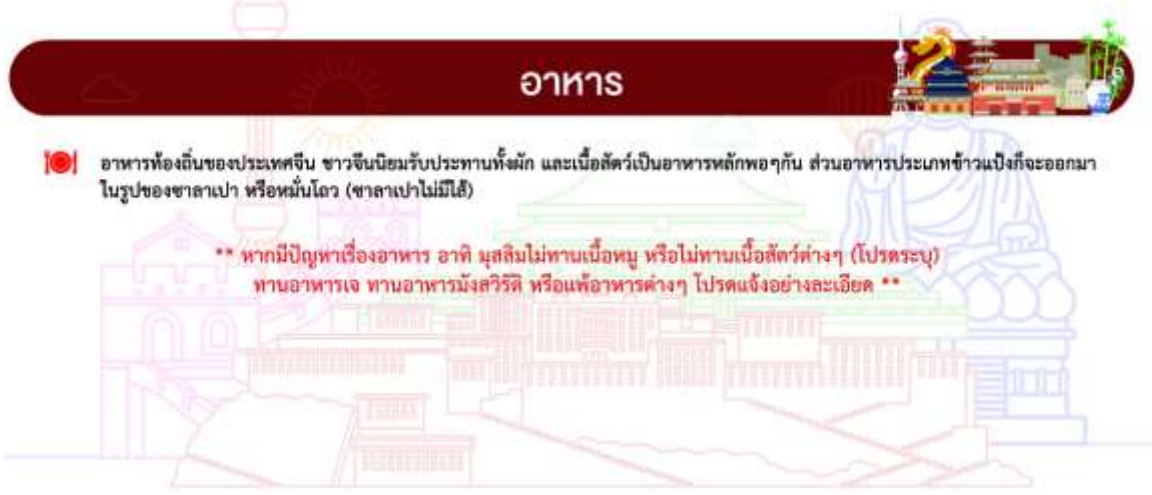 อาหาร
อาหารท้องถิ่นของประเทศจีน ชาวจีนนิยมรับประทานทั้งผัก และเนื้อสัตว์เป็นอาหารหลักพอๆกัน ส่วนอาหารประเภทข้าวแป้งก็จะออกมา
ในรูปของซาลาเปา หรือหมั่นโถว (ซาลาเปาไม่มีไส้)
** หากมีปัญหาเรื่องอาหาร อาทิ มุสลิมไม่ทานเนื้อหมู หรือไม่ทานเนื้อสัตว์ต่างๆ (โปรดระบุ)
ทานอาหารเจ ทานอาหารมังสวิรัติ หรือแพ้อาหารต่างๆ โปรดแจ้งอย่างละเอียด **